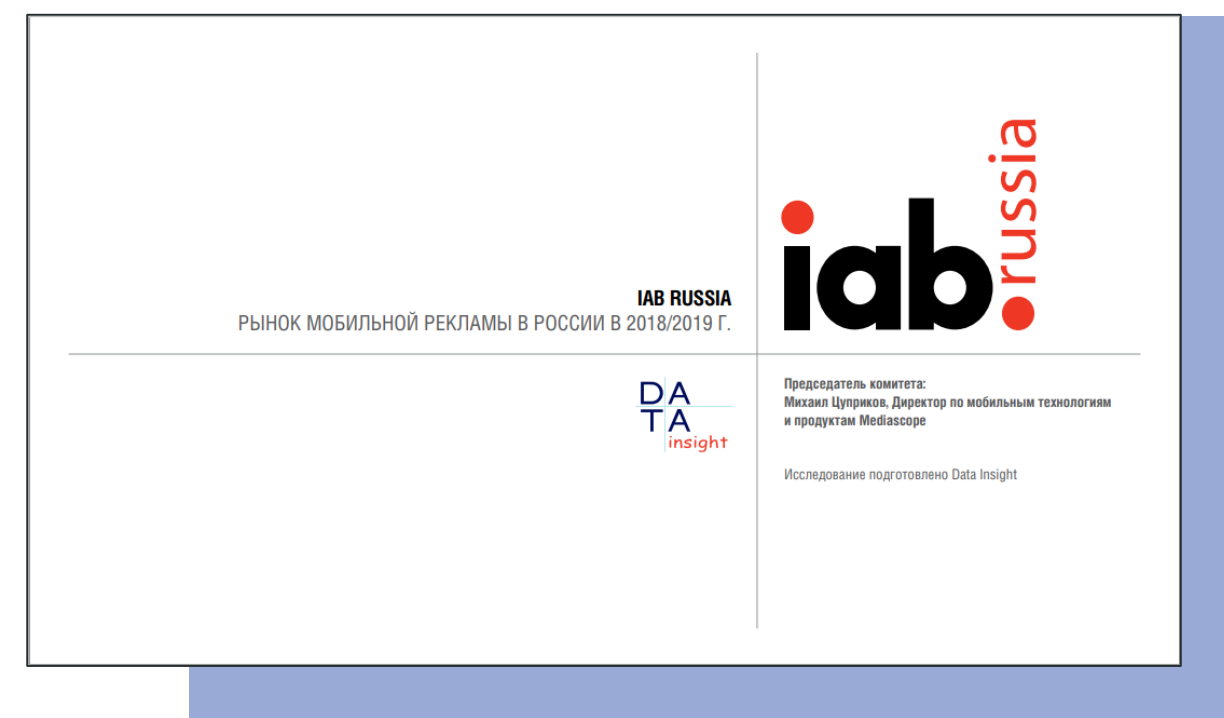 iab.russia
IAB RUSSIA
РЫНОК МОБИЛЬНОЙ РЕКЛАМЫ В РОССИИ В 2018/2019 Г.
DA
TA
insight
Председатель комитета:
Михаил Цуприков, Директор по мобильным технологиям
и продуктам Mediascope
Исследование подготовлено Data Insight